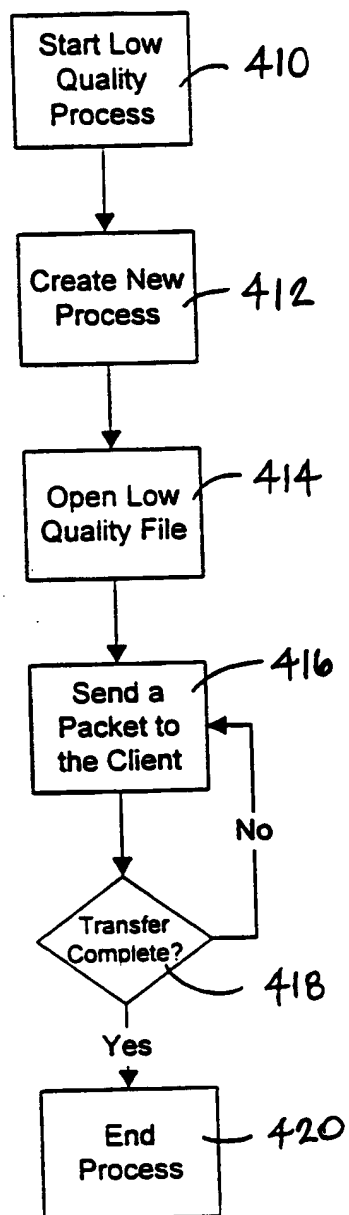 Start Low
Quality
Process
410
Create New
Process
412
Open Low
Quality File
414
Send a
Packet to
the Client
416
No
Transfer
Complete?
418
Yes
End
Process
420